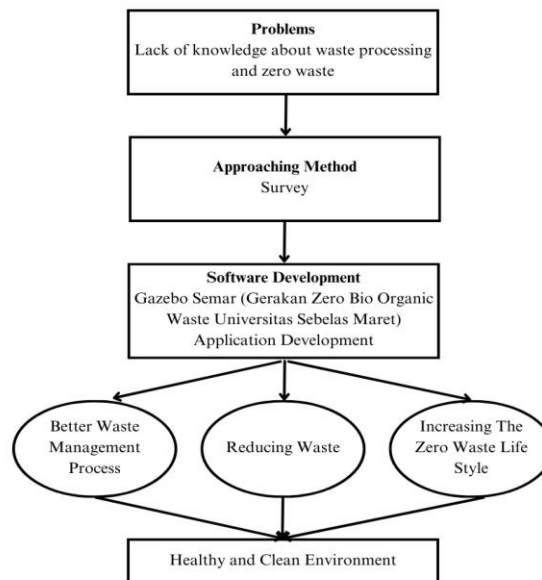 Problems
Lack of knowledge about waste processing
and zero waste
Approaching Method
Survey
Software Development
Gazebo Semar (Gerakan Zero Bio Organic
Waste Universitas Sebelas Maret)
Application Development
Better Waste
Management
Process
Reducing Waste
Increasing The
Zero Waste Life
Style
Healthy and Clean Environment